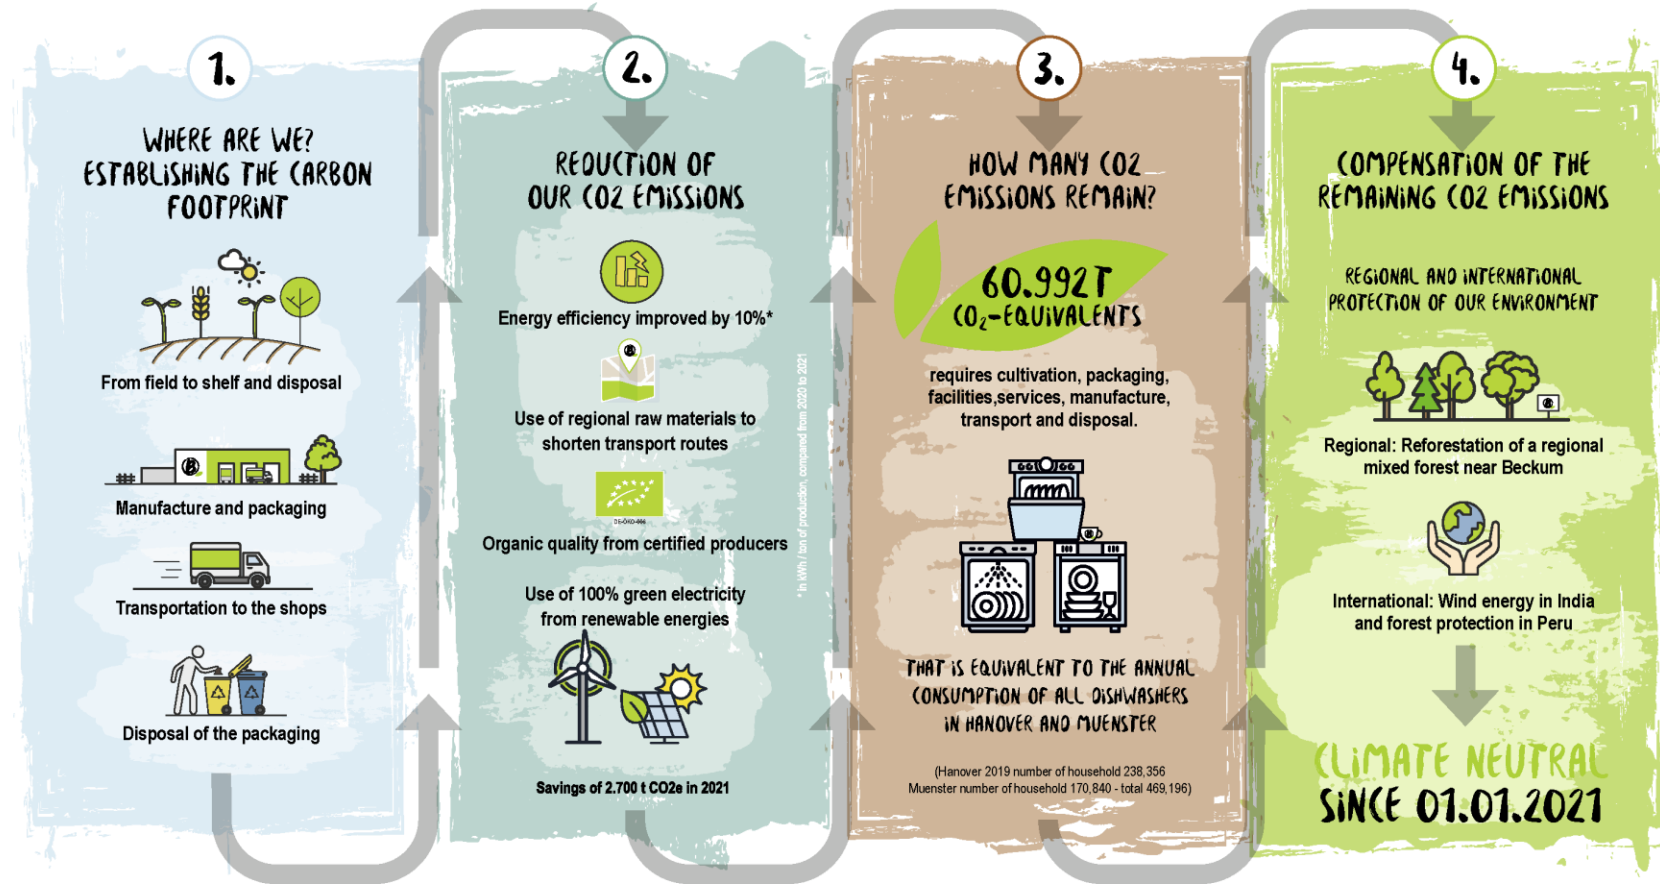 1.
WHERE ARE WE?
ESTABLISHING THE CARBON
FOOTPRINT
From field to shelf and disposal
Manufacture and packaging
Transportation to the shops
Disposal of the packaging
2.
REDUCTION OF
OUR CO2 EMISSIONS
Energy efficiency improved by 10%*
Use of regional raw materials to
shorten transport routes
DE-ÖKO-006
Organic quality from certified producers
Use of 100% green electricity
from renewable energies
Savings of 2.700 t CO2e in 2021
* in kWh / ton of production, compared from 2020 to 2021
3.
HOW MANY CO2
EMISSIONS REMAIN?
60.992T
CO₂-EQUIVALENTS
requires cultivation, packaging,
facilities,services, manufacture,
transport and disposal.
THAT IS EQUIVALENT TO THE ANNUAL
CONSUMPTION OF ALL DISHWASHERS
IN HANOVER AND MUENSTER
(Hanover 2019 number of household 238,356
Muenster number of household 170,840 - total 469,196)
4.
COMPENSATION OF THE
REMAINING CO2 EMISSIONS
REGIONAL AND INTERNATIONAL
PROTECTION OF OUR ENVIRONMENT
Regional: Reforestation of a regional
mixed forest near Beckum
International: Wind energy in India
and forest protection in Peru
CLIMATE NEUTRAL
SINCE 01.01.2021